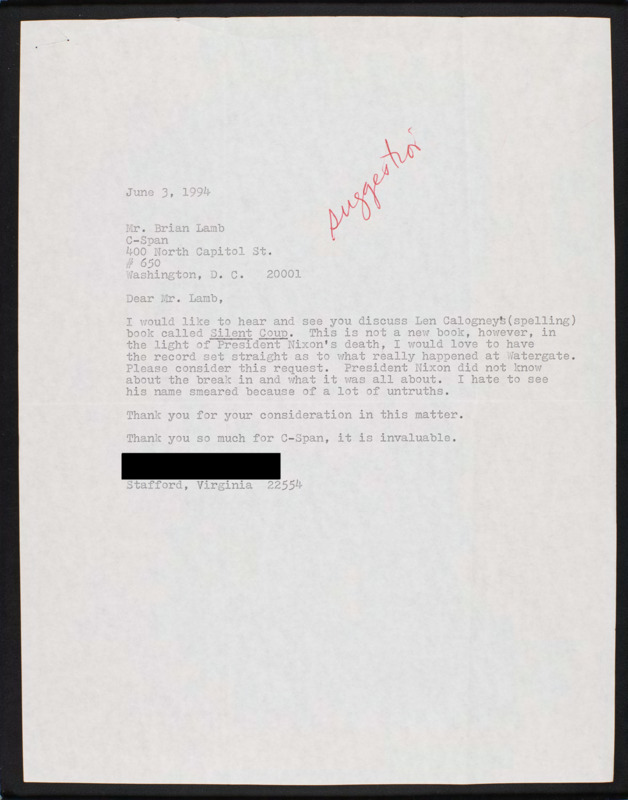 suggestion
June 3, 1994
Mr. Brian Lamb
C-Span
400 North Capitol St.
# 650
Washington, D. C.   20001
Dear Mr. Lamb,
I would like to hear and see you discuss Len Calogney's(spelling)
book called Silent Coup.  This is not a new book, however, in
the light of President Nixon's death, I would love to have
the record set straight as to what really happened at Watergate.
Please consider this request.  President Nixon did not know
about the break in and what it was all about.  I hate to see
his name smeared because of a lot of untruths.
Thank you for your consideration in this matter.
Thank you so much for C-Span, it is invaluable.
Stafford, Virginia  22554